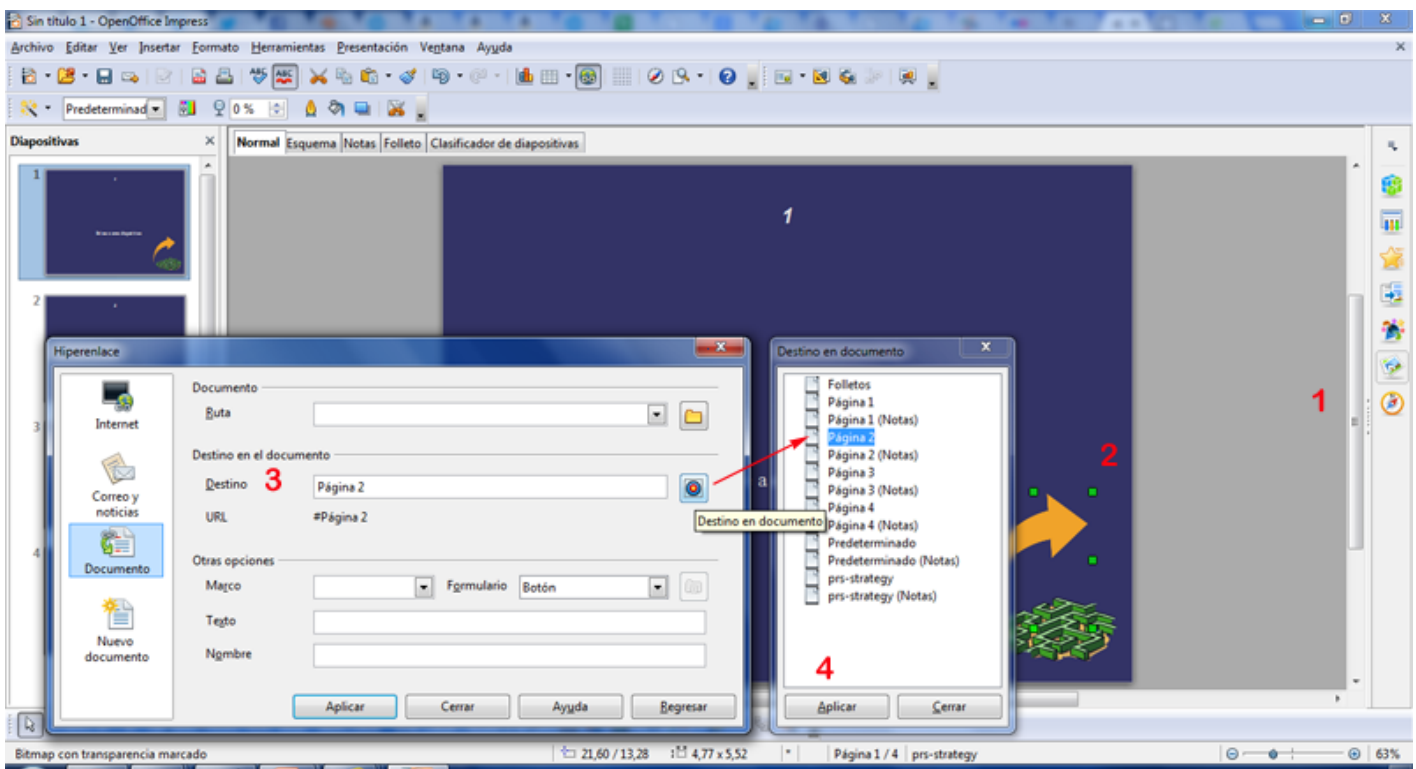 Sin título 1 - OpenOffice Impress
Archivo Editar Ver Insertar Formato Herramientas Presentación Ventana Ayuda
Predeterminad 0 %
Diapositivas
Normal Esquema Notas Folleto Clasificador de diapositivas
1
1
2
3
4
1
2
Hiperenlace
Internet
Correo y
noticias
Documento
Nuevo
documento
Documento
Ruta
Destino en el documento
Destino 3 Página 2
URL #Página 2
Destino en documento
Otras opciones
Marco Formulario Botón
Texto
Nombre
Aplicar Cerrar Ayuda Regresar
a
Destino en documento
Folletos
Página 1
Página 1 (Notas)
Página 2
Página 2 (Notas)
Página 3
Página 3 (Notas)
Página 4
Página 4 (Notas)
Predeterminado
Predeterminado (Notas)
prs-strategy
prs-strategy (Notas)
4
Aplicar Cerrar
Bitmap con transparencia marcado 21,60 / 13,28 4,77 x 5,52 * Página 1 / 4 prs-strategy 63%